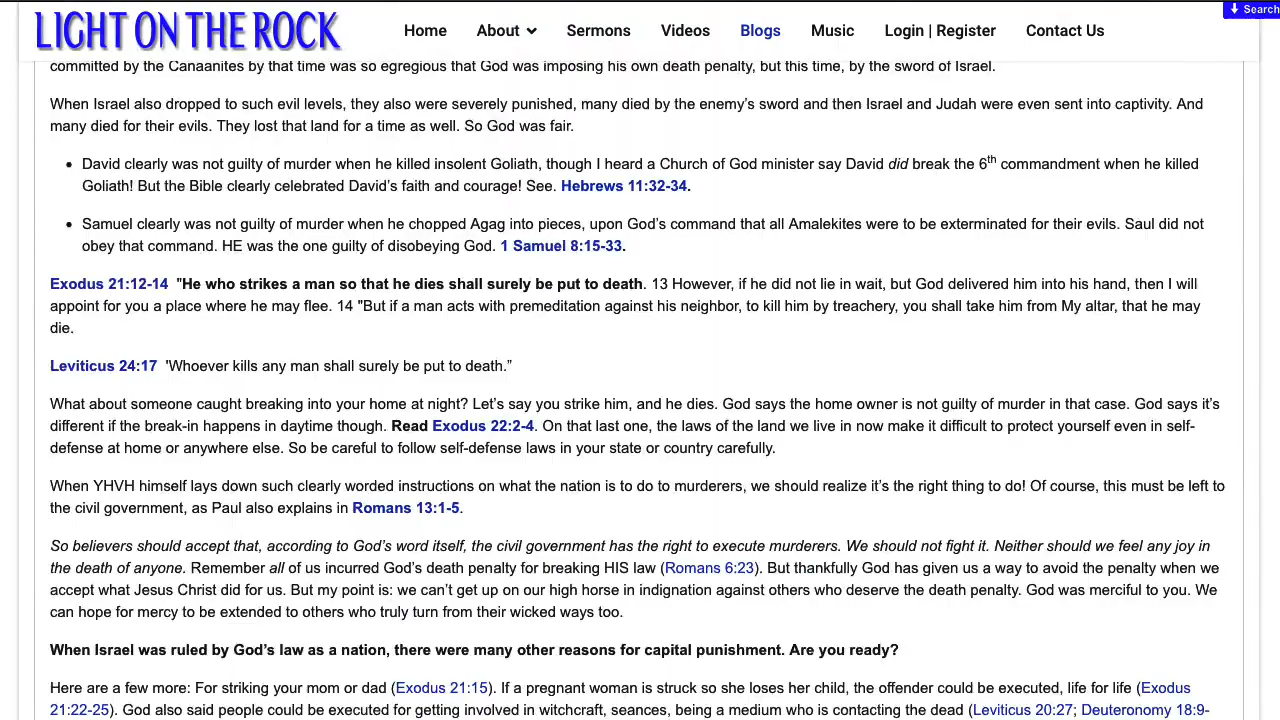 LIGHT ON THE ROCK
Home About Sermons Videos Blogs Music Login | Register Contact Us
Search
committed by the Canaanites by that time was so egregious that God was imposing his own death penalty, but this time, by the sword of Israel.
When Israel also dropped to such evil levels, they also were severely punished, many died by the enemy’s sword and then Israel and Judah were even sent into captivity. And
many died for their evils. They lost that land for a time as well. So God was fair.
• David clearly was not guilty of murder when he killed insolent Goliath, though I heard a Church of God minister say David did break the 6th commandment when he killed
Goliath! But the Bible clearly celebrated David’s faith and courage! See. Hebrews 11:32-34.
• Samuel clearly was not guilty of murder when he chopped Agag into pieces, upon God’s command that all Amalekites were to be exterminated for their evils. Saul did not
obey that command. HE was the one guilty of disobeying God. 1 Samuel 8:15-33.
Exodus 21:12-14 "He who strikes a man so that he dies shall surely be put to death. 13 However, if he did not lie in wait, but God delivered him into his hand, then I will
appoint for you a place where he may flee. 14 "But if a man acts with premeditation against his neighbor, to kill him by treachery, you shall take him from My altar, that he may
die.
Leviticus 24:17 'Whoever kills any man shall surely be put to death.”
What about someone caught breaking into your home at night? Let’s say you strike him, and he dies. God says the home owner is not guilty of murder in that case. God says it’s
different if the break-in happens in daytime though. Read Exodus 22:2-4. On that last one, the laws of the land we live in now make it difficult to protect yourself even in self-
defense at home or anywhere else. So be careful to follow self-defense laws in your state or country carefully.
When YHVH himself lays down such clearly worded instructions on what the nation is to do to murderers, we should realize it’s the right thing to do! Of course, this must be left to
the civil government, as Paul also explains in Romans 13:1-5.
So believers should accept that, according to God’s word itself, the civil government has the right to execute murderers. We should not fight it. Neither should we feel any joy in
the death of anyone. Remember all of us incurred God’s death penalty for breaking HIS law (Romans 6:23). But thankfully God has given us a way to avoid the penalty when we
accept what Jesus Christ did for us. But my point is: we can’t get up on our high horse in indignation against others who deserve the death penalty. God was merciful to you. We
can hope for mercy to be extended to others who truly turn from their wicked ways too.
When Israel was ruled by God’s law as a nation, there were many other reasons for capital punishment. Are you ready?
Here are a few more: For striking your mom or dad (Exodus 21:15). If a pregnant woman is struck so she loses her child, the offender could be executed, life for life (Exodus
21:22-25). God also said people could be executed for getting involved in witchcraft, seances, being a medium who is contacting the dead (Leviticus 20:27; Deuteronomy 18:9-